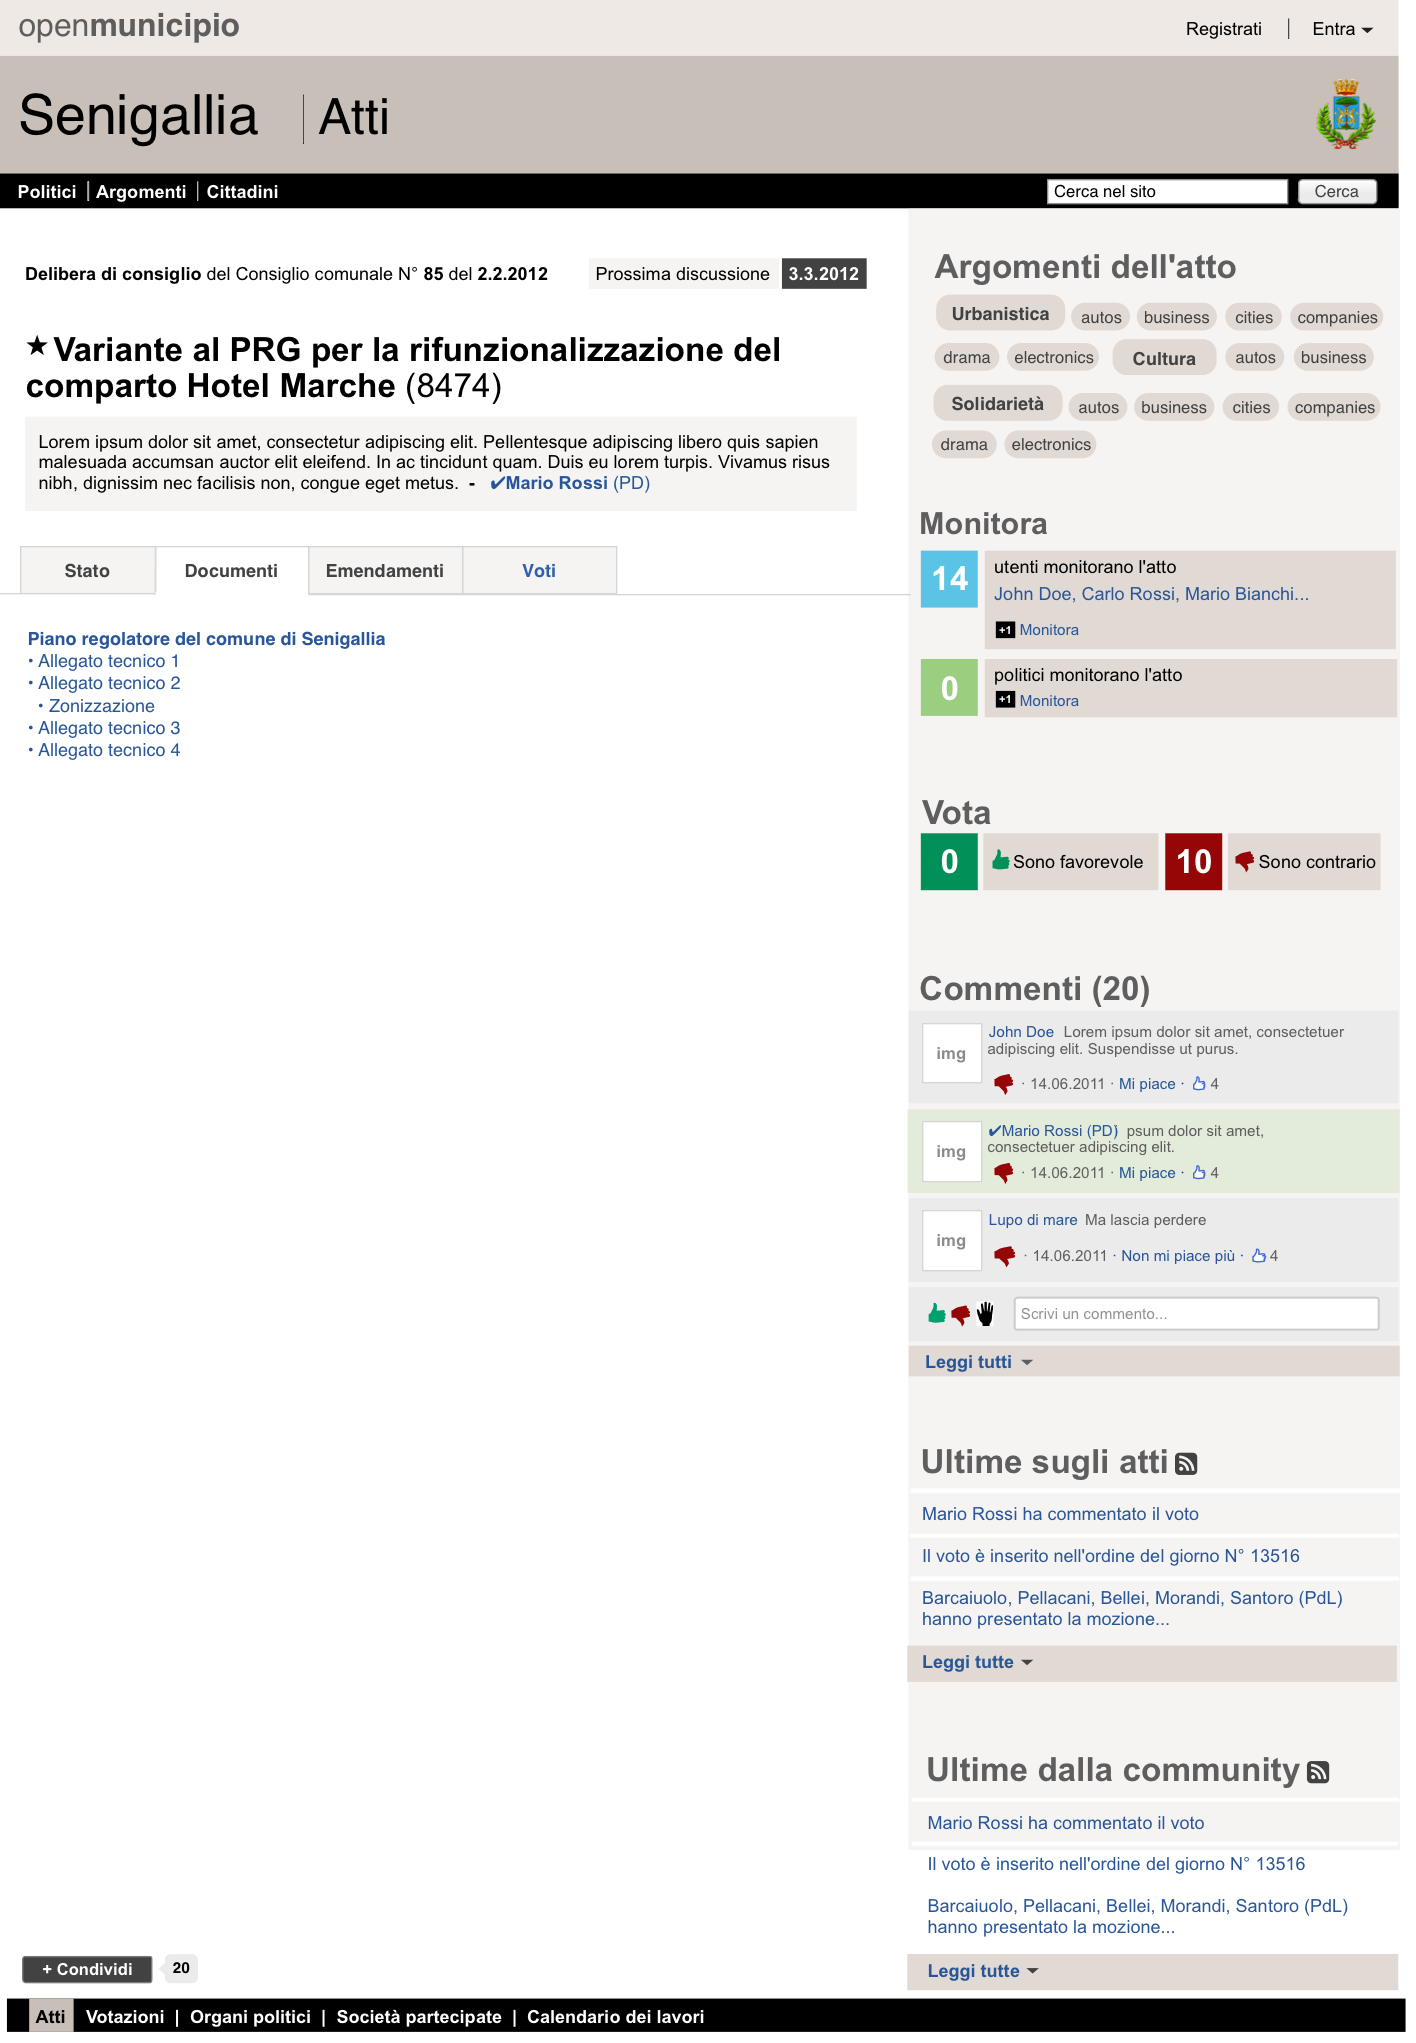 openmunicipio
Registrati | Entra
Senigallia | Atti
Politici | Argomenti | Cittadini
Cerca nel sito
Cerca
Delibera di consiglio del Consiglio comunale N° 85 del 2.2.2012
Prossima discussione 3.3.2012
★ Variante al PRG per la rifunzionalizzazione del
comparto Hotel Marche (8474)
Lorem ipsum dolor sit amet, consectetur adipiscing elit. Pellentesque adipiscing libero quis sapien
malesuada accumsan auctor elit eleifend. In ac tincidunt quam. Duis eu lorem turpis. Vivamus risus
nibh, dignissim nec facilisis non, congue eget metus. - ✔Mario Rossi (PD)
Stato
Documenti
Emendamenti
Voti
Piano regolatore del comune di Senigallia
• Allegato tecnico 1
• Allegato tecnico 2
• Zonizzazione
• Allegato tecnico 3
• Allegato tecnico 4
Argomenti dell'atto
Urbanistica autos business cities companies
drama electronics Cultura autos business
Solidarietà autos business cities companies
drama electronics
Monitora
14
utenti monitorano l'atto
John Doe, Carlo Rossi, Mario Bianchi...
+1 Monitora
0
politici monitorano l'atto
+1 Monitora
Vota
0 Sono favorevole 10 Sono contrario
Commenti (20)
img
John Doe Lorem ipsum dolor sit amet, consectetuer
adipiscing elit. Suspendisse ut purus.
· 14.06.2011 · Mi piace · 4
img
✔Mario Rossi (PD) psum dolor sit amet,
consectetuer adipiscing elit.
· 14.06.2011 · Mi piace · 4
img
Lupo di mare Ma lascia perdere
· 14.06.2011 · Non mi piace più · 4
Scrivi un commento...
Leggi tutti
Ultime sugli atti
Mario Rossi ha commentato il voto
Il voto è inserito nell'ordine del giorno N° 13516
Barcaiuolo, Pellacani, Bellei, Morandi, Santoro (PdL)
hanno presentato la mozione...
Leggi tutte
Ultime dalla community
Mario Rossi ha commentato il voto
Il voto è inserito nell'ordine del giorno N° 13516
Barcaiuolo, Pellacani, Bellei, Morandi, Santoro (PdL)
hanno presentato la mozione...
Leggi tutte
+ Condividi 20
Atti Votazioni | Organi politici | Società partecipate | Calendario dei lavori